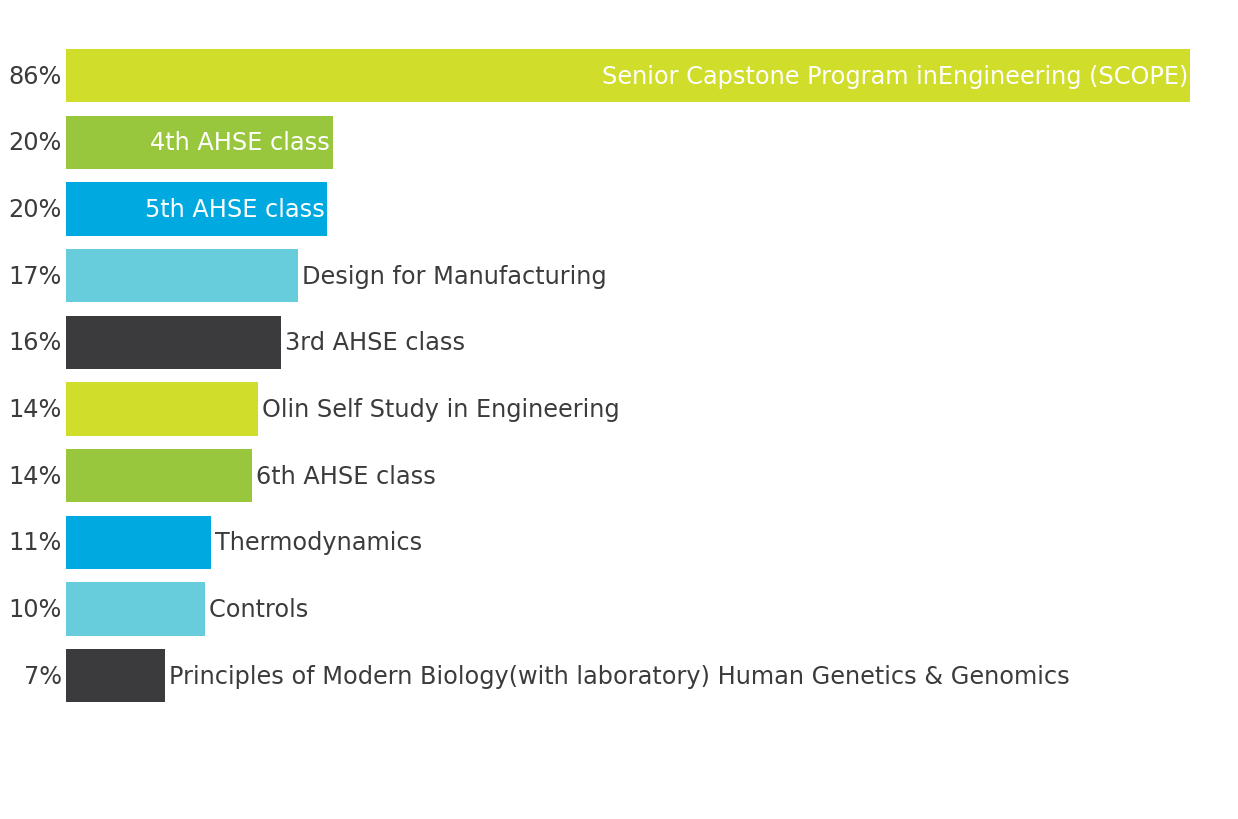 86% Senior Capstone Program inEngineering (SCOPE)
20% 4th AHSE class
20% 5th AHSE class
17% Design for Manufacturing
16% 3rd AHSE class
14% Olin Self Study in Engineering
14% 6th AHSE class
11% Thermodynamics
10% Controls
7% Principles of Modern Biology(with laboratory) Human Genetics & Genomics